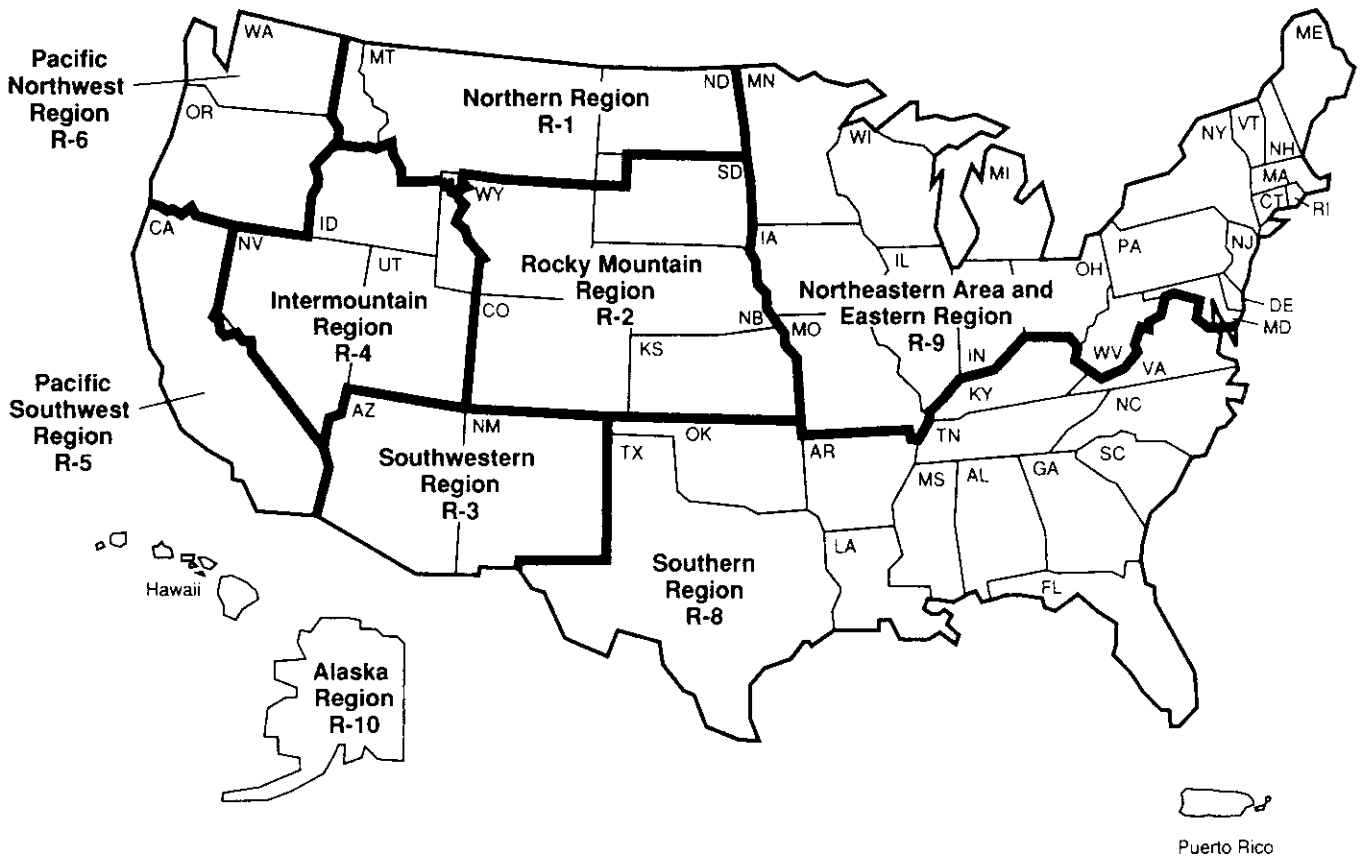 WA
MT
ND
MN
ME
Pacific
Northwest
Region
R-6
OR
Northern Region
R-1
WI
MI
NY
VT
NH
MA
CT
RI
SD
WY
ID
CA
NV
UT
IA
IL
OH
PA
NJ
DE
MD
Rocky Mountain
Region
R-2
Intermountain
Region
R-4
CO
NB
MO
KS
Northeastern Area and
Eastern Region
R-9
IN
WV
VA
KY
Pacific
Southwest
Region
R-5
AZ
NM
OK
TX
AR
TN
NC
SC
MS
AL
GA
Southwestern
Region
R-3
LA
FL
Southern
Region
R-8
Hawaii
Alaska
Region
R-10
Puerto Rico